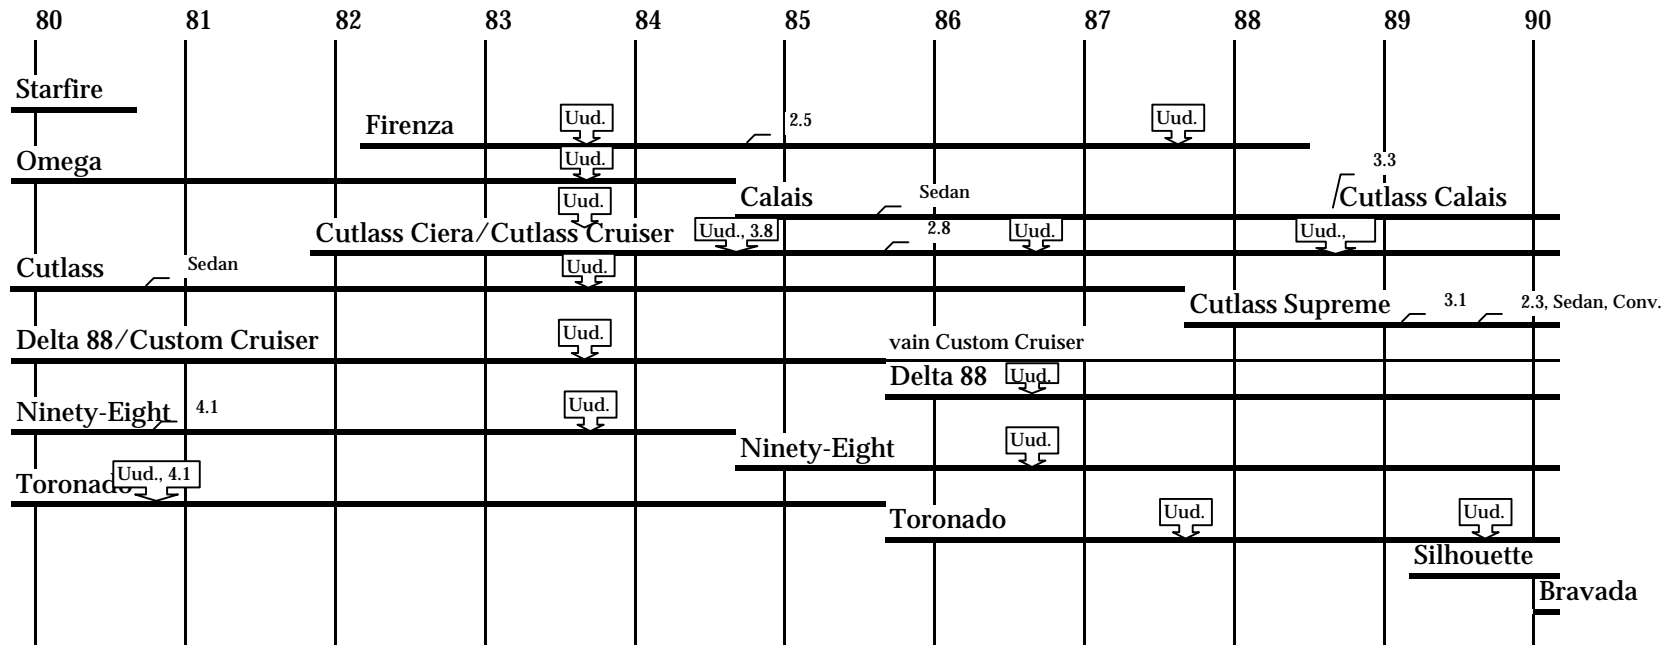 80 81 82 83 84 85 86 87 88 89 90
Starfire
Firenza Uud. 2.5 Uud.
Omega Uud. 3.3
Calais Sedan Cutlass Calais
Uud.
Cutlass Ciera/Cutlass Cruiser Uud., 3.8 2.8 Uud. Uud.,
Cutlass Sedan Uud.
Cutlass Supreme 3.1 2.3, Sedan, Conv.
Delta 88/Custom Cruiser Uud. vain Custom Cruiser
Delta 88 Uud.
Ninety-Eight 4.1 Uud.
Ninety-Eight Uud.
Toronado Uud., 4.1
Toronado Uud. Uud.
Silhouette
Bravada